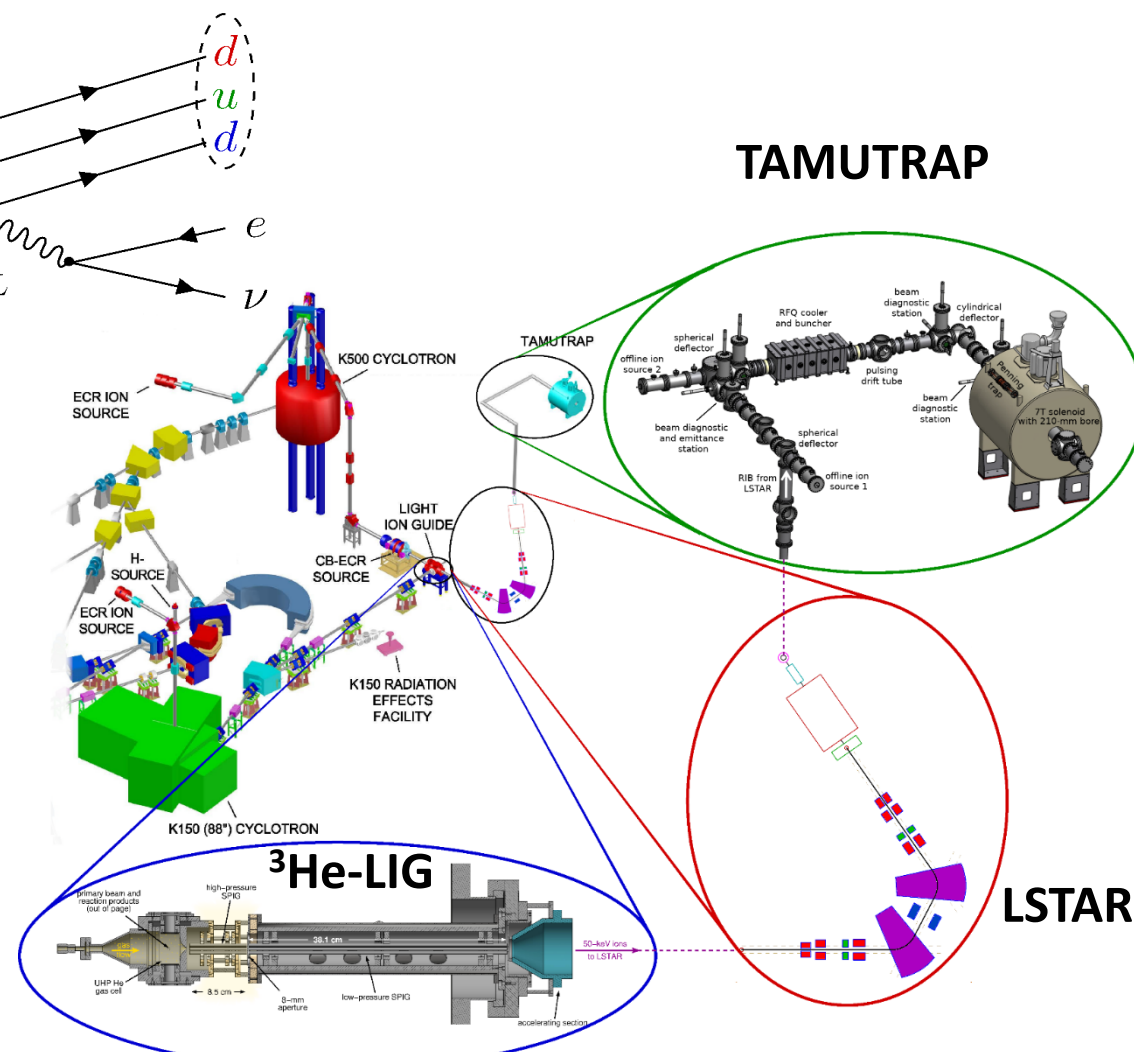 d
u
d
e
ν
TAMUTRAP
TAMUTRAP
K500 CYCLOTRON
ECR ION
SOURCE
LIGHT
ION GUIDE
CB-ECR
SOURCE
H-
SOURCE
ECR ION
SOURCE
K150 RADIATION
EFFECTS
FACILITY
K150 (88") CYCLOTRON
beam
diagnostic
station
cylindrical
deflector
RFQ cooler
and buncher
spherical
deflector
offline ion
source 2
pulsing
drift tube
Penning
trap
beam
diagnostic
station
7T solenoid
with 210-mm bore
beam diagnostic
and emittance
station
spherical
deflector
RIB from
LSTAR
offline ion
source 1
LSTAR
³He-LIG
primary beam and
reaction products
(out of page)
high-pressure
SPIG
38.1 cm
50-keV ions
to LSTAR
UHP He
gas cell
8.5 cm
8-mm
aperture
low-pressure SPIG
accelerating section